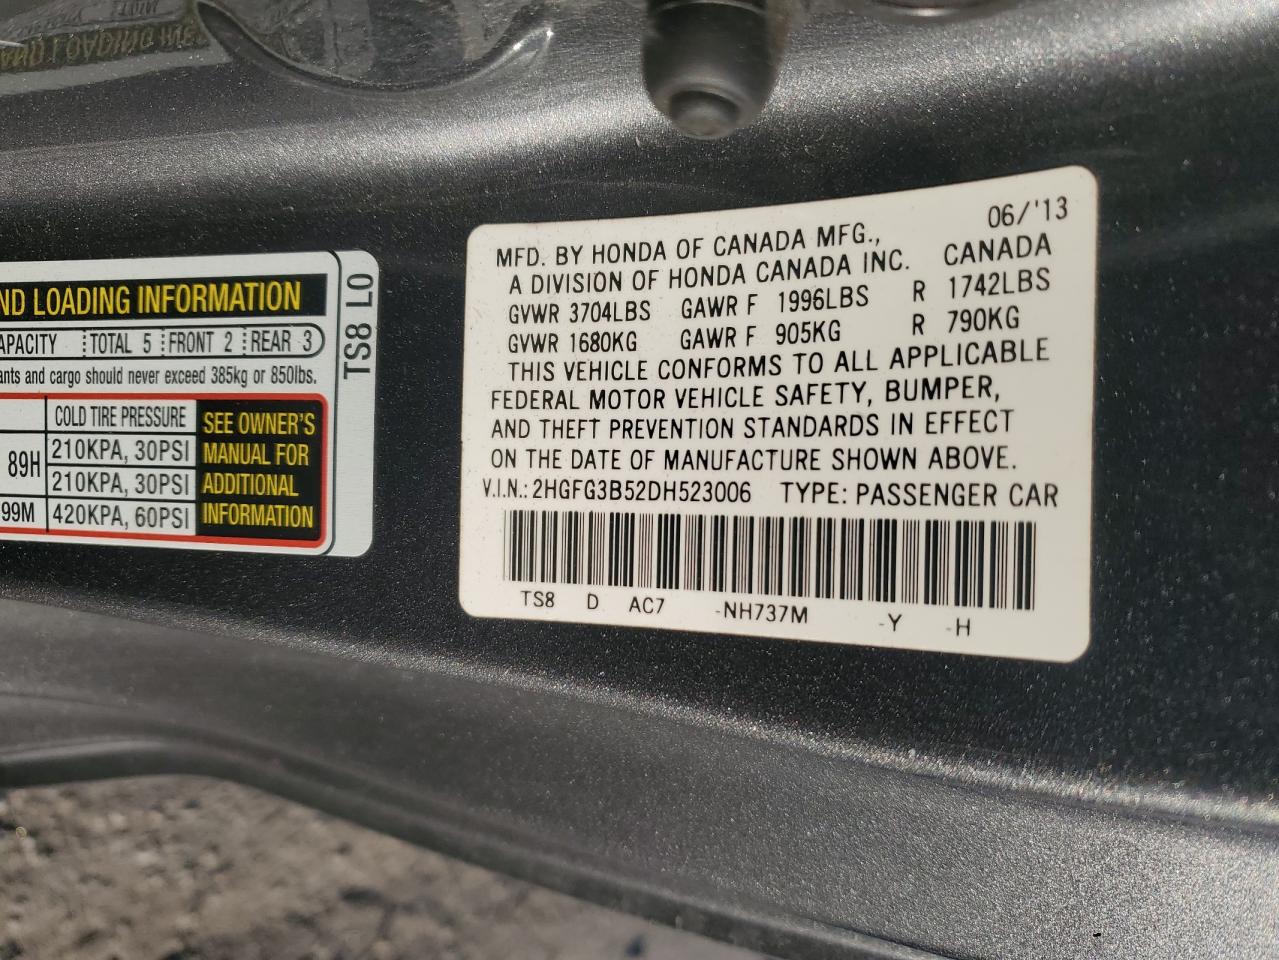 ND LOADING INFORMATION
APACITY TOTAL 5 FRONT 2 REAR 3
ants and cargo should never exceed 385kg or 850lbs.
COLD TIRE PRESSURE
89H 210KPA, 30PSI
210KPA, 30PSI
99M 420KPA, 60PSI
SEE OWNER'S
MANUAL FOR
ADDITIONAL
INFORMATION
TS8 L0
06/'13
MFD. BY HONDA OF CANADA MFG.,
A DIVISION OF HONDA CANADA INC. CANADA
GVWR 3704LBS GAWR F 1996LBS R 1742LBS
GVWR 1680KG GAWR F 905KG R 790KG
THIS VEHICLE CONFORMS TO ALL APPLICABLE
FEDERAL MOTOR VEHICLE SAFETY, BUMPER,
AND THEFT PREVENTION STANDARDS IN EFFECT
ON THE DATE OF MANUFACTURE SHOWN ABOVE.
V.I.N.: 2HGFG3B52DH523006 TYPE: PASSENGER CAR
TS8 D AC7 -NH737M -Y -H